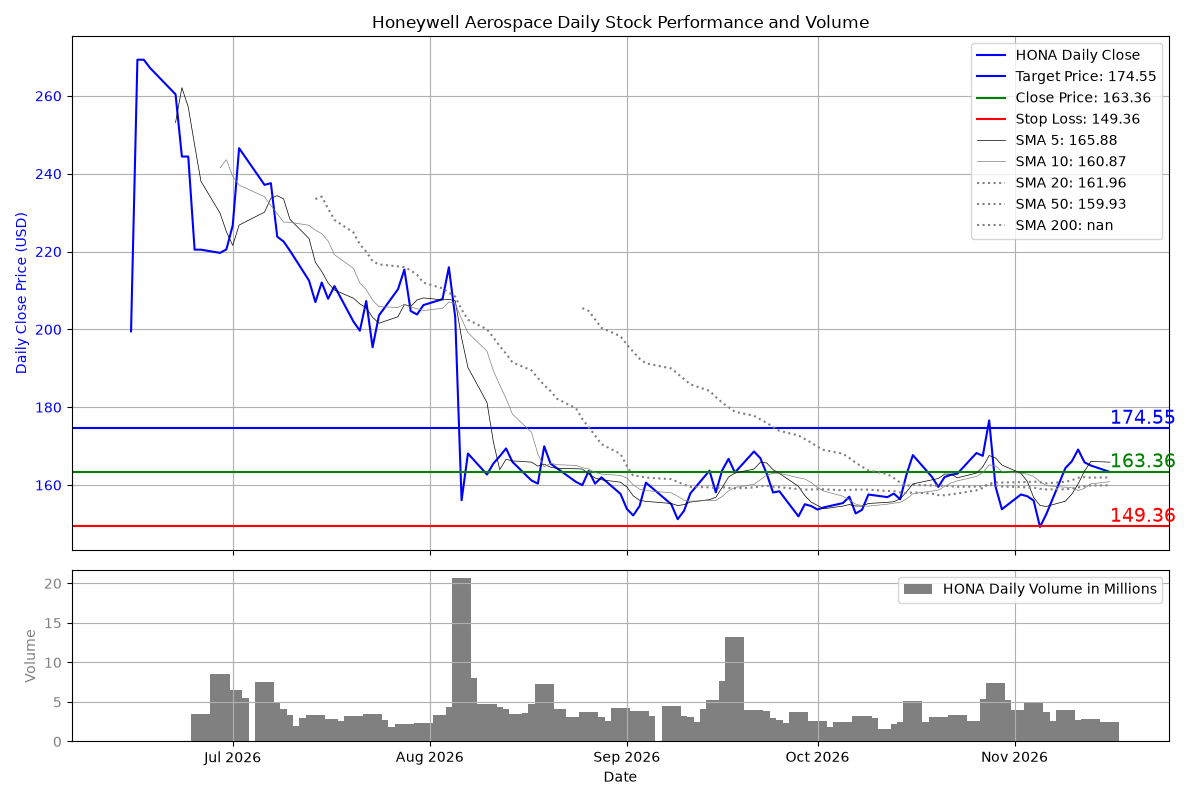 Honeywell Aerospace Daily Stock Performance and Volume
Daily Close Price (USD)
260
240
220
200
180
160
HONA Daily Close
Target Price: 174.55
Close Price: 163.36
Stop Loss: 149.36
SMA 5: 165.88
SMA 10: 160.87
SMA 20: 161.96
SMA 50: 159.93
SMA 200: nan
174.55
163.36
149.36
Volume
20
15
10
5
0
HONA Daily Volume in Millions
Jul 2026
Aug 2026
Sep 2026
Oct 2026
Nov 2026
Date